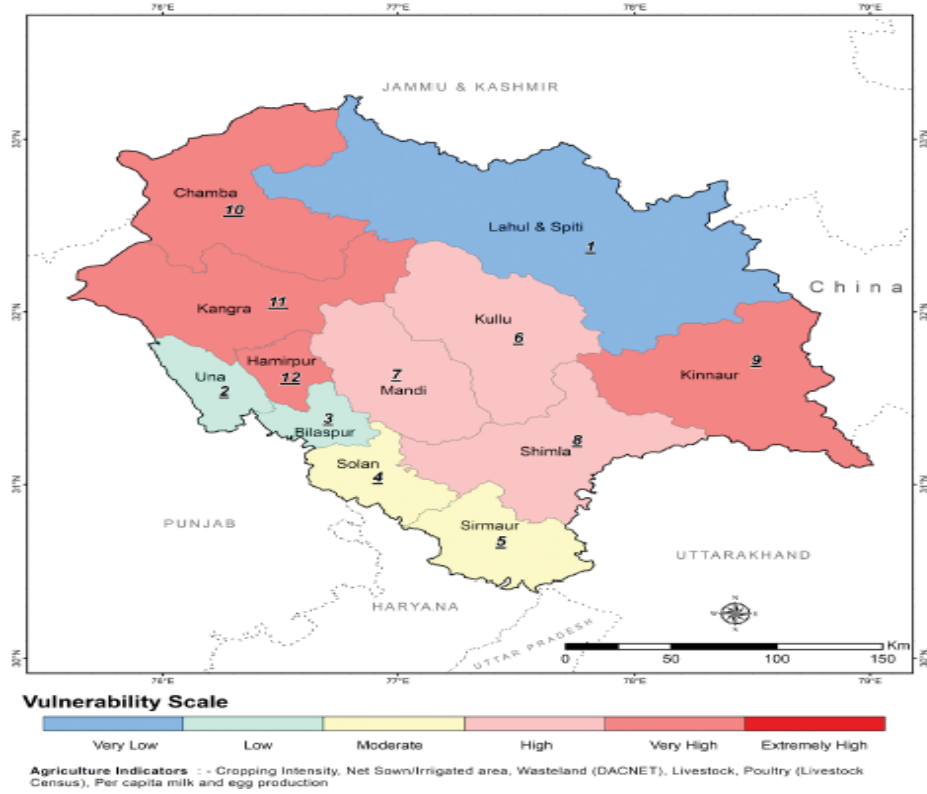 76°E 77°E 78°E 79°E
JAMMU & KASHMIR
33°N 33°N
Chamba
10
Lahul & Spiti
1
China
32°N 32°N
Kangra 11
Kullu
6
Hamirpur
12
Una
2
7
Mandi
9
Kinnaur
3
Bilaspur
8
Shimla
Solan
4
31°N 31°N
Sirmaur
5
PUNJAB
UTTARAKHAND
HARYANA
UTTAR PRADESH
N
W E
S
Km
0 50 100 150
30°N 30°N
76°E 77°E 78°E 79°E
Vulnerability Scale
Very Low Low Moderate High Very High Extremely High
Agriculture Indicators : - Cropping Intensity, Net Sown/Irrigated area, Wasteland (DACNET), Livestock, Poultry (Livestock
Census), Per capita milk and egg production